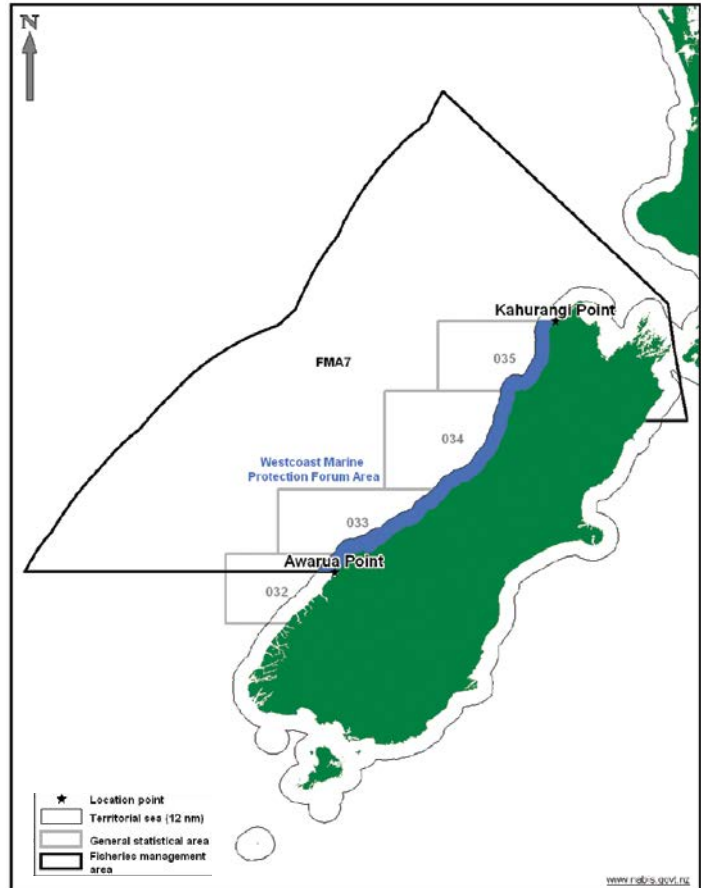 N
Kahurangi Point
035
FMA7
034
Westcoast Marine
Protection Forum Area
033
Awarua Point
032
Location point
Territorial sea (12 nm)
General statistical area
Fisheries management
area
www.nabis.govt.nz